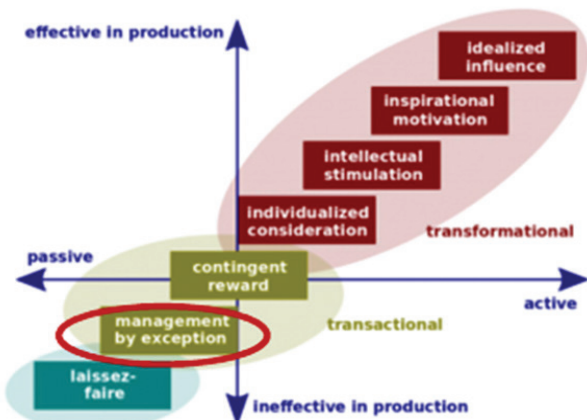 effective in production
idealized
influence
inspirational
motivation
intellectual
stimulation
individualized
consideration
transformational
passive
contingent
reward
active
management
by exception
transactional
laissez-
faire
ineffective in production